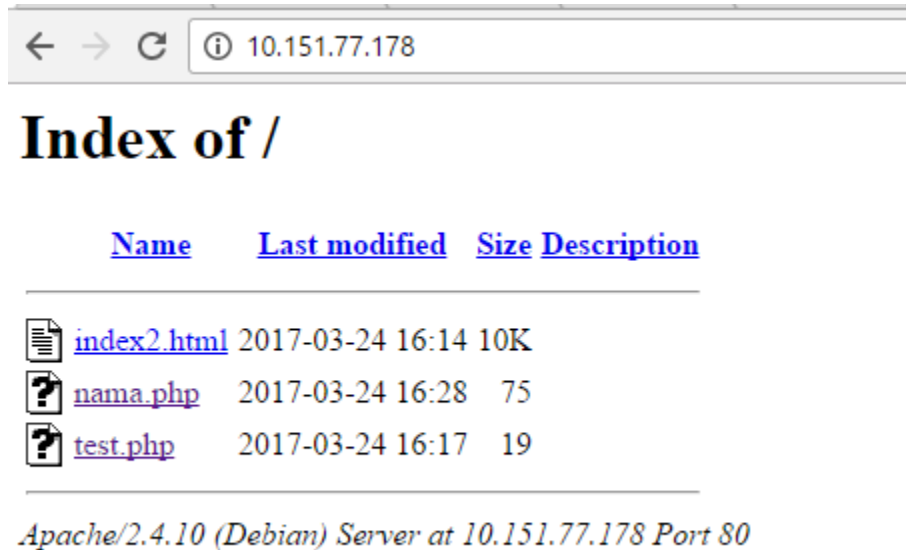 10.151.77.178
Index of /
Name Last modified Size Description
index2.html 2017-03-24 16:14 10K
nama.php 2017-03-24 16:28 75
test.php 2017-03-24 16:17 19
Apache/2.4.10 (Debian) Server at 10.151.77.178 Port 80